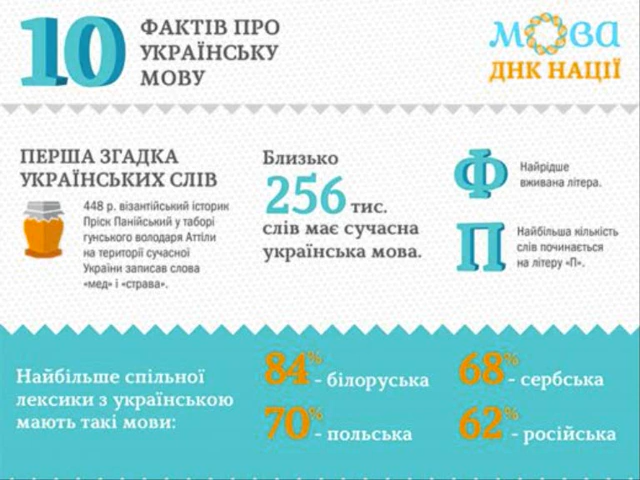 10
ФАКТІВ ПРО
УКРАЇНСЬКУ
МОВУ
МОВА
ДНК НАЦІЇ
ПЕРША ЗГАДКА
УКРАЇНСЬКИХ СЛІВ
448 р. візантійський історик
Пріск Панійський у таборі
гунського володаря Аттіли
на території сучасної
України записав слова
«мед» і «страва».
Близько
256 тис.
слів має сучасна
українська мова.
Ф
Найрідше
вживана літера.
П
Найбільша кількість
слів починається
на літеру «П».
Найбільше спільної
лексики з українською
мають такі мови:
84% - білоруська
70% - польська
68% - сербська
62% - російська